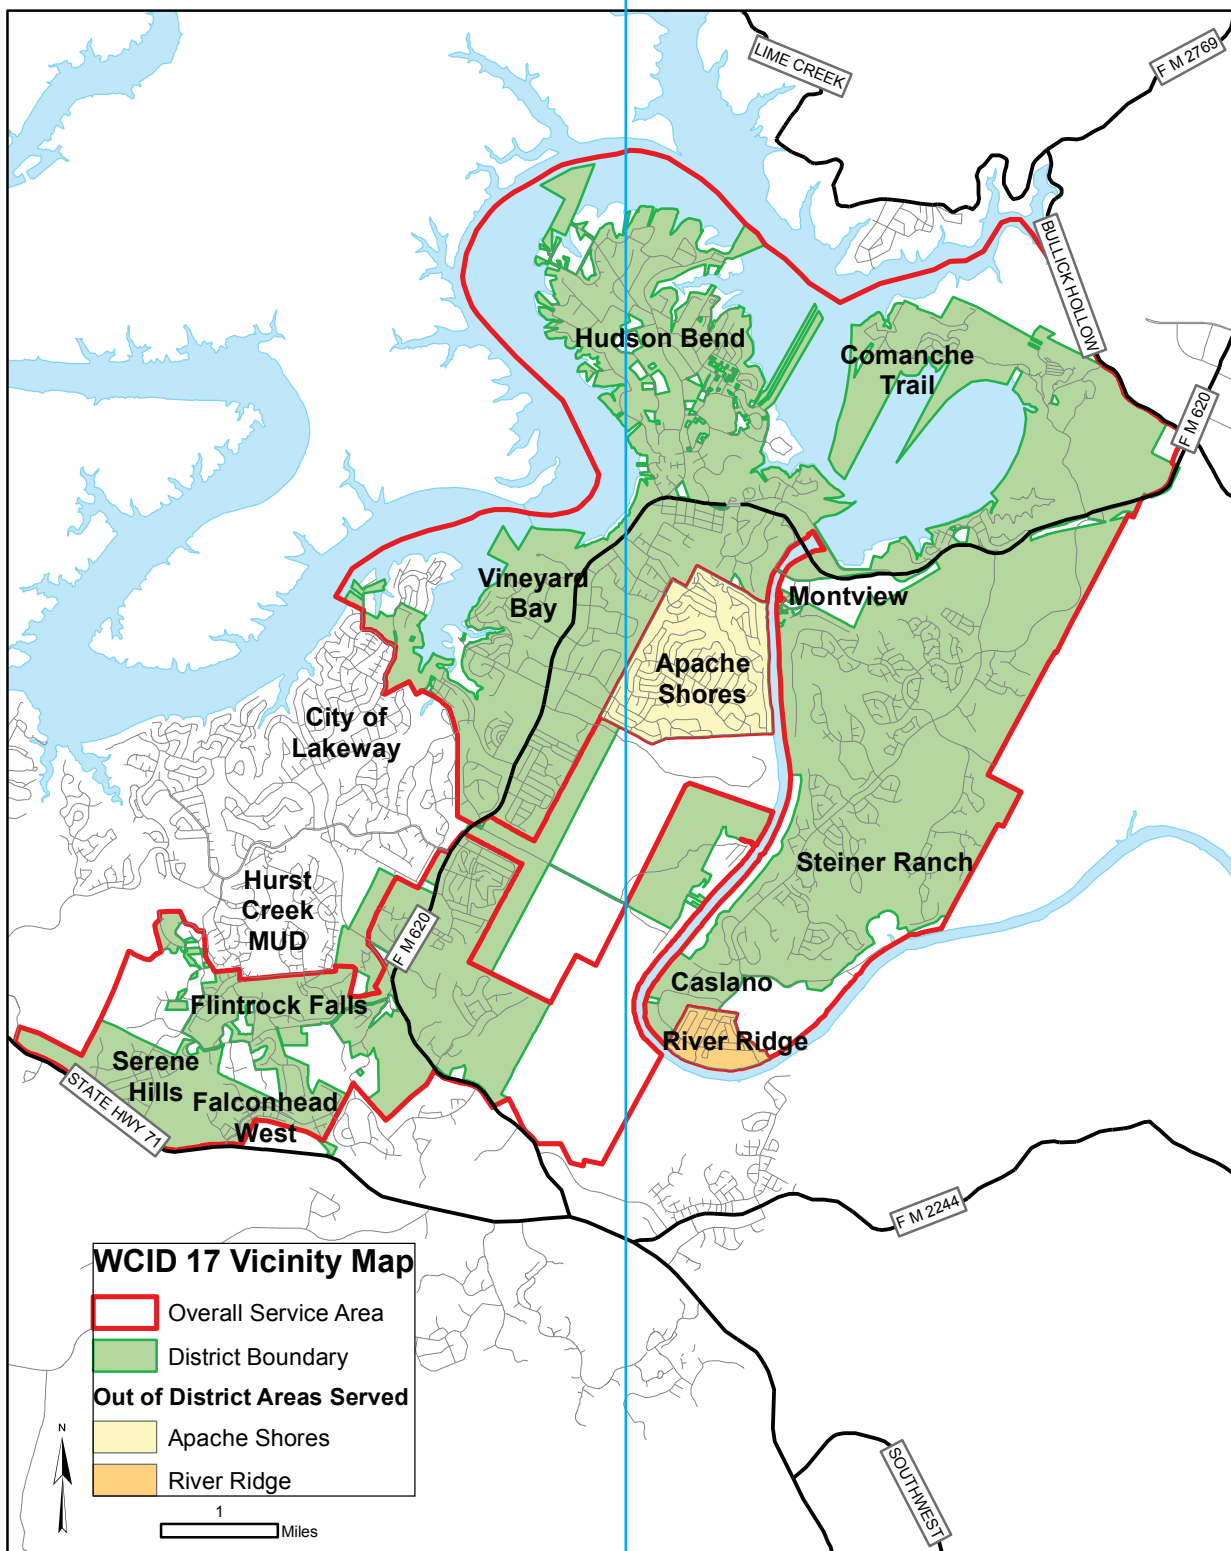 LIME CREEK
F M 2769
BULLICK HOLLOW
Hudson Bend
Comanche
Trail
F M 620
Vineyard
Bay
Montview
Apache
Shores
City of
Lakeway
Steiner Ranch
Hurst
Creek
MUD
F M 620
Caslano
Flintrock Falls
River Ridge
Serene
Hills
Falconhead
West
STATE HWY 71
F M 2244
WCID 17 Vicinity Map
Overall Service Area
District Boundary
Out of District Areas Served
Apache Shores
River Ridge
N
1
Miles
SOUTHWEST